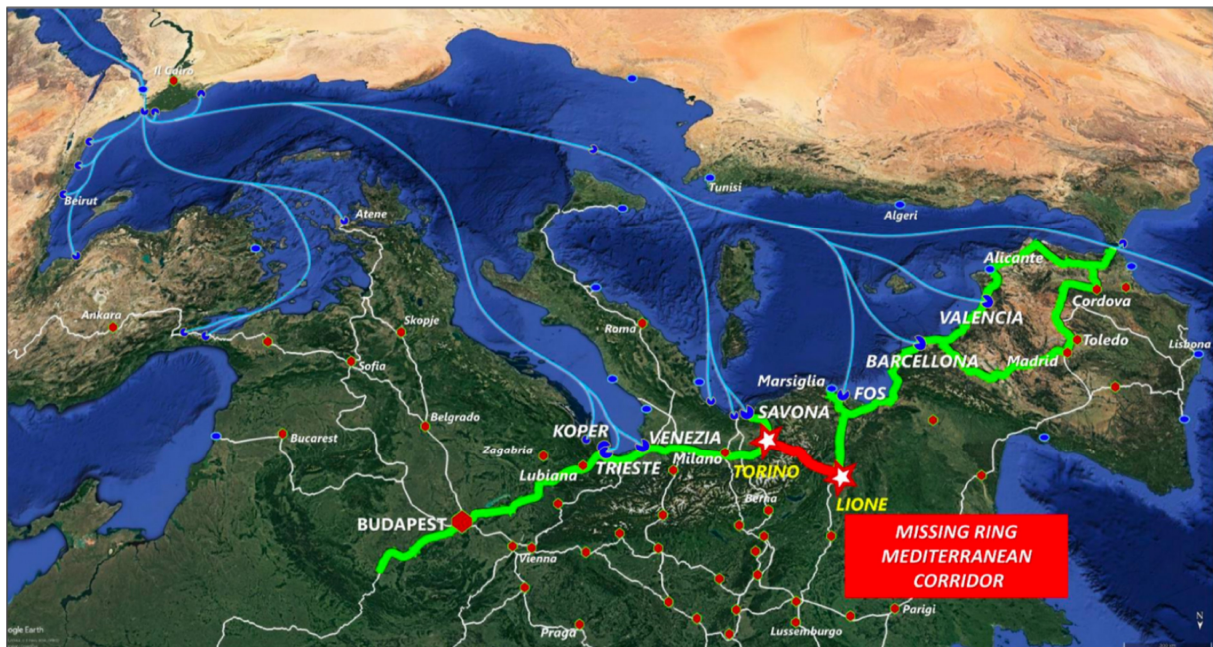 Il Cairo
Beirut
Tunisi
Atene
Algeri
Alicante
Cordova
Ankara
Skopje
Roma
VALENCIA
Toledo
Lisbona
Sofia
BARCELLONA
Madrid
Marsiglia
FOS
Belgrado
SAVONA
Bucarest
KOPER
VENEZIA
Zagabria
TRIESTE
Milano
TORINO
Lubiana
LIONE
Berna
BUDAPEST
MISSING RING
MEDITERRANEAN
CORRIDOR
Vienna
Parigi
Praga
Lussemburgo
ogle Earth
N